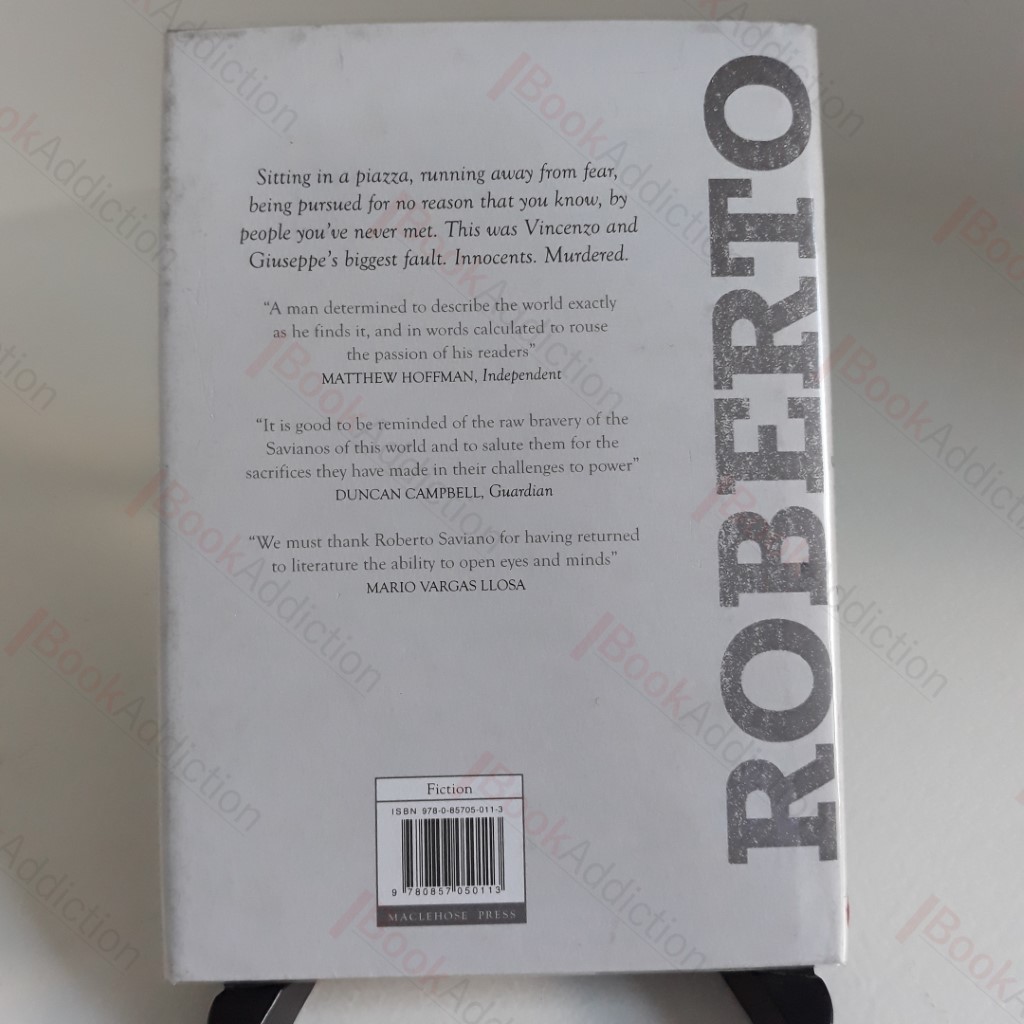 Sitting in a piazza, running away from fear,
being pursued for no reason that you know, by
people you've never met. This was Vincenzo and
Giuseppe's biggest fault. Innocents. Murdered.
“A man determined to describe the world exactly
as he finds it, and in words calculated to rouse
the passion of his readers”
MATTHEW HOFFMAN, Independent
“It is good to be reminded of the raw bravery of the
Savianos of this world and to salute them for the
sacrifices they have made in their challenges to power”
DUNCAN CAMPBELL, Guardian
“We must thank Roberto Saviano for having returned
to literature the ability to open eyes and minds”
MARIO VARGAS LLOSA
Fiction
ISBN 978-0-85705-011-3
9 780857 050113
MACLEHOSE PRESS
ROBERTO
BookAddiction